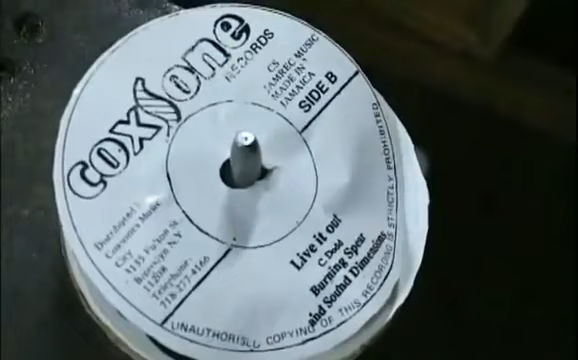 Coxsone
RECORDS
CS
JAMREC MUSIC
MADE IN
JAMAICA
SIDE B
Distributed
Coxsone's Music
City
3135 Fulton St.
Brooklyn N.Y
11208
Telephone:
718-277-4166
Live it out
C. Dodd
Burning Spear
and Sound Dimensions
UNAUTHORISED COPYING OF THIS RECORDING IS STRICTLY PROHIBITED.